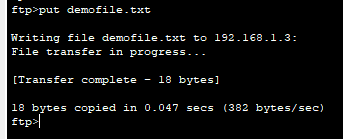 ftp>put demofile.txt
Writing file demofile.txt to 192.168.1.3:
File transfer in progress...
[Transfer complete - 18 bytes]
18 bytes copied in 0.047 secs (382 bytes/sec)
ftp>